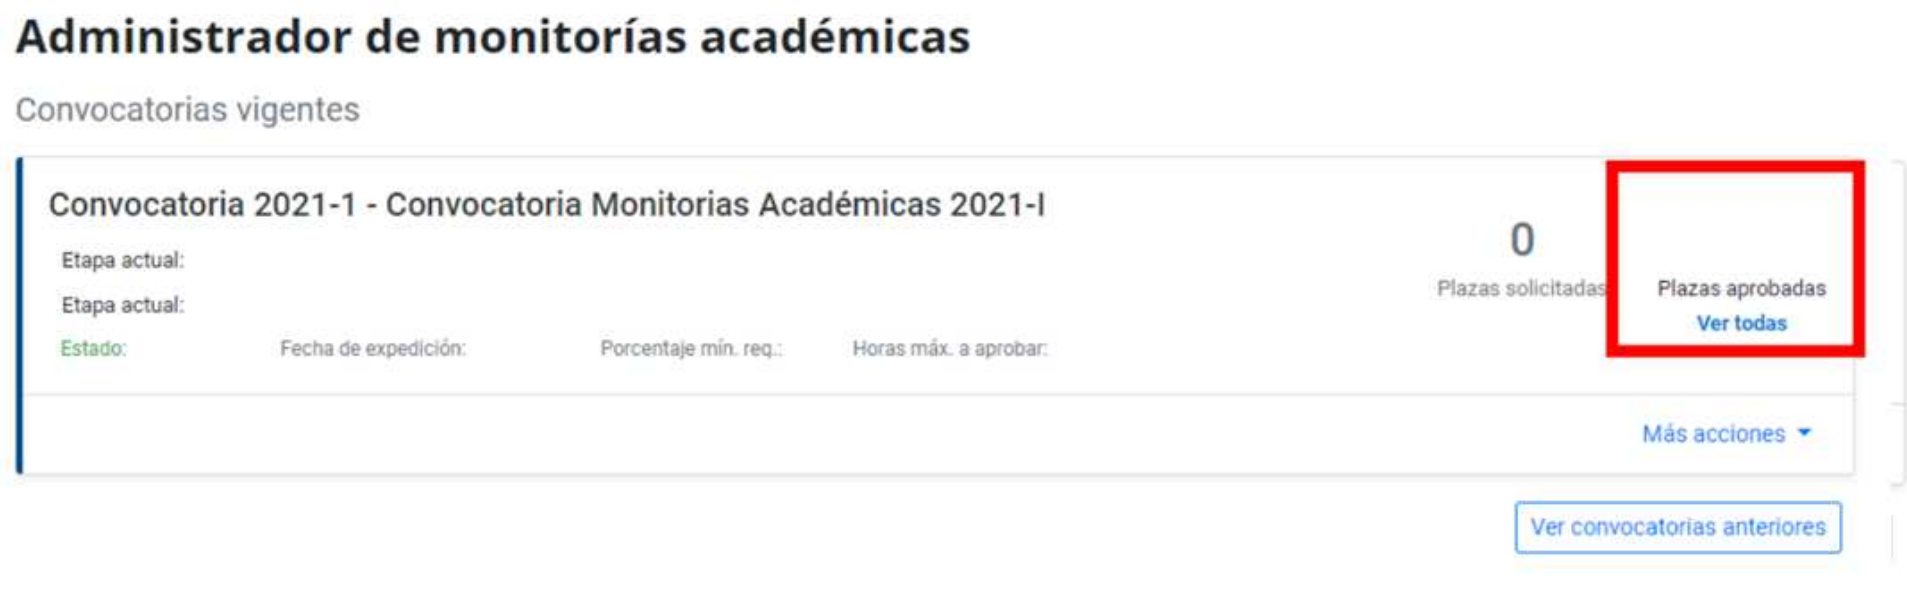 Administrador de monitorías académicas
Convocatorias vigentes
Convocatoria 2021-1 - Convocatoria Monitorias Académicas 2021-I
Etapa actual:
Etapa actual:
Estado: Fecha de expedición: Porcentaje mín. req.: Horas máx. a aprobar:
0
Plazas solicitadas
Plazas aprobadas
Ver todas
Más acciones
Ver convocatorias anteriores